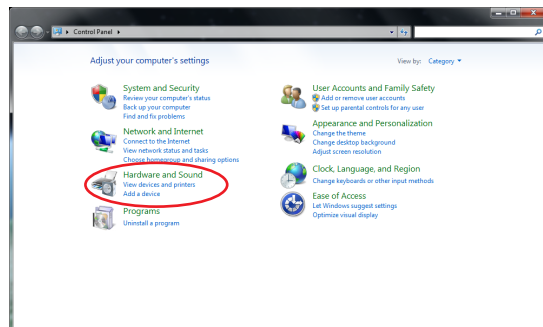 Control Panel
Adjust your computer's settings
View by: Category
System and Security
Review your computer's status
Back up your computer
Find and fix problems
Network and Internet
Connect to the Internet
View network status and tasks
Choose homegroup and sharing options
Hardware and Sound
View devices and printers
Add a device
Programs
Uninstall a program
User Accounts and Family Safety
Add or remove user accounts
Set up parental controls for any user
Appearance and Personalization
Change the theme
Change desktop background
Adjust screen resolution
Clock, Language, and Region
Change keyboards or other input methods
Ease of Access
Let Windows suggest settings
Optimize visual display